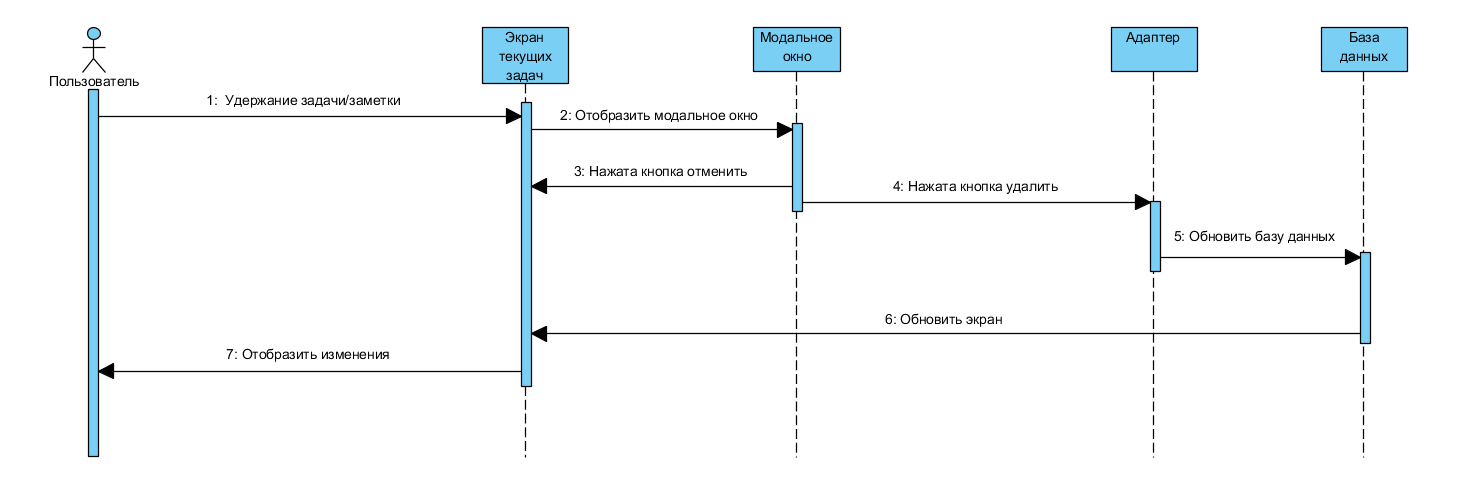 Пользователь
Экран
текущих
задач
Модальное
окно
Адаптер
База
данных
1:  Удержание задачи/заметки
2: Отобразить модальное окно
3: Нажата кнопка отменить
4: Нажата кнопка удалить
5: Обновить базу данных
6: Обновить экран
7: Отобразить изменения